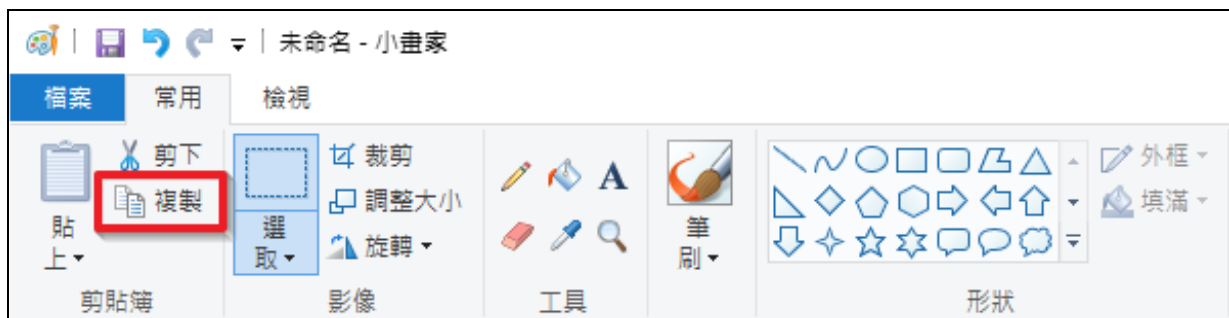 未命名 - 小畫家
檔案 常用 檢視
剪下
複製
貼上
剪貼簿
選取
裁剪
調整大小
旋轉
影像
A
工具
筆刷
外框
填滿
形狀